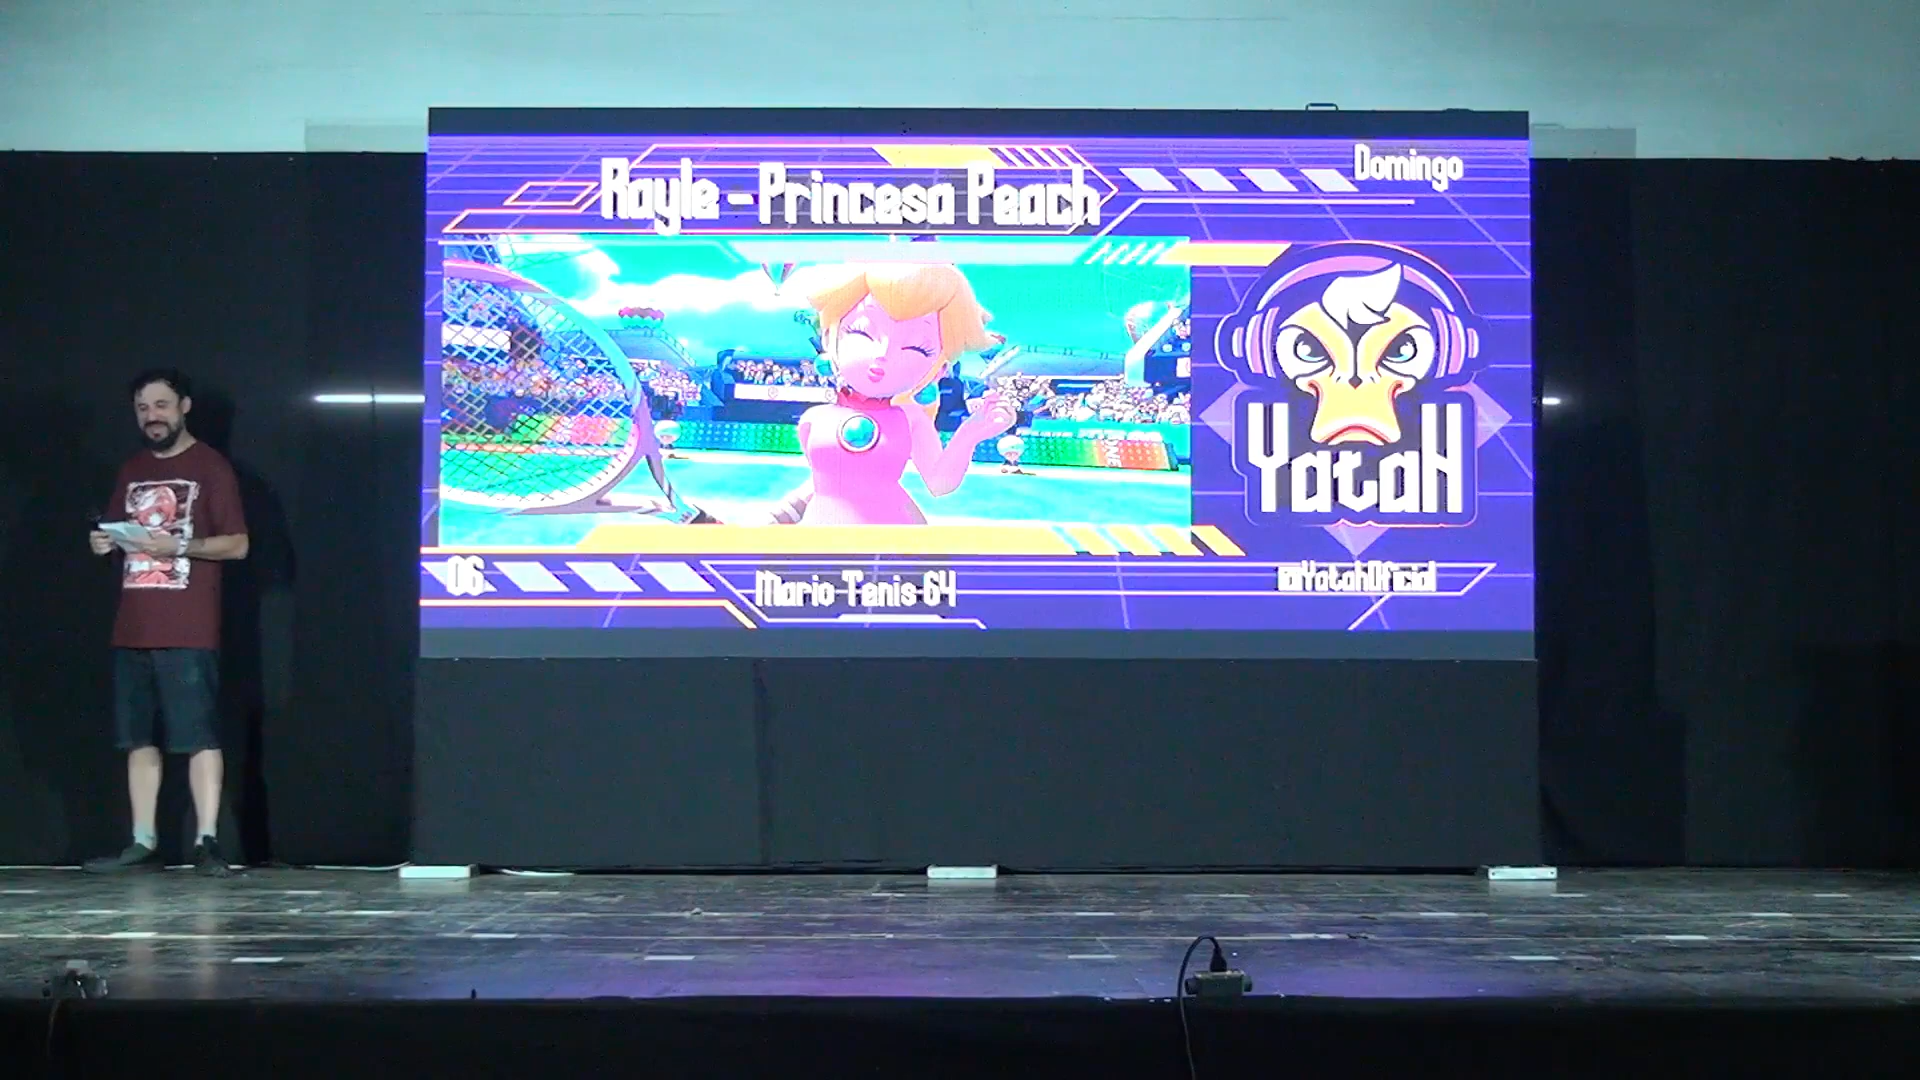 Rayle - Princesa Peach
Domingo
YataH
06
Mario Tenis 64
@YatahOficial